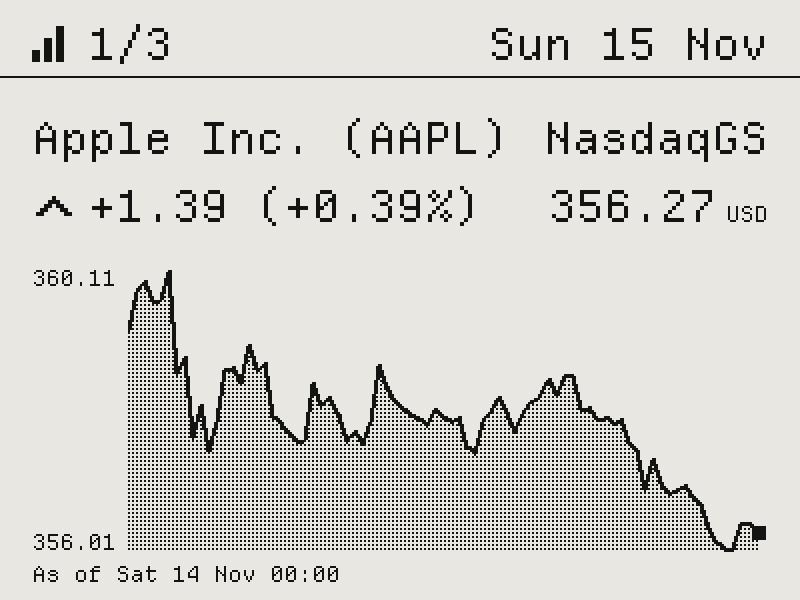 1/3 Sun 15 Nov
Apple Inc. (AAPL) NasdaqGS
+1.39 (+0.39%) 356.27 USD
360.11
356.01
As of Sat 14 Nov 00:00